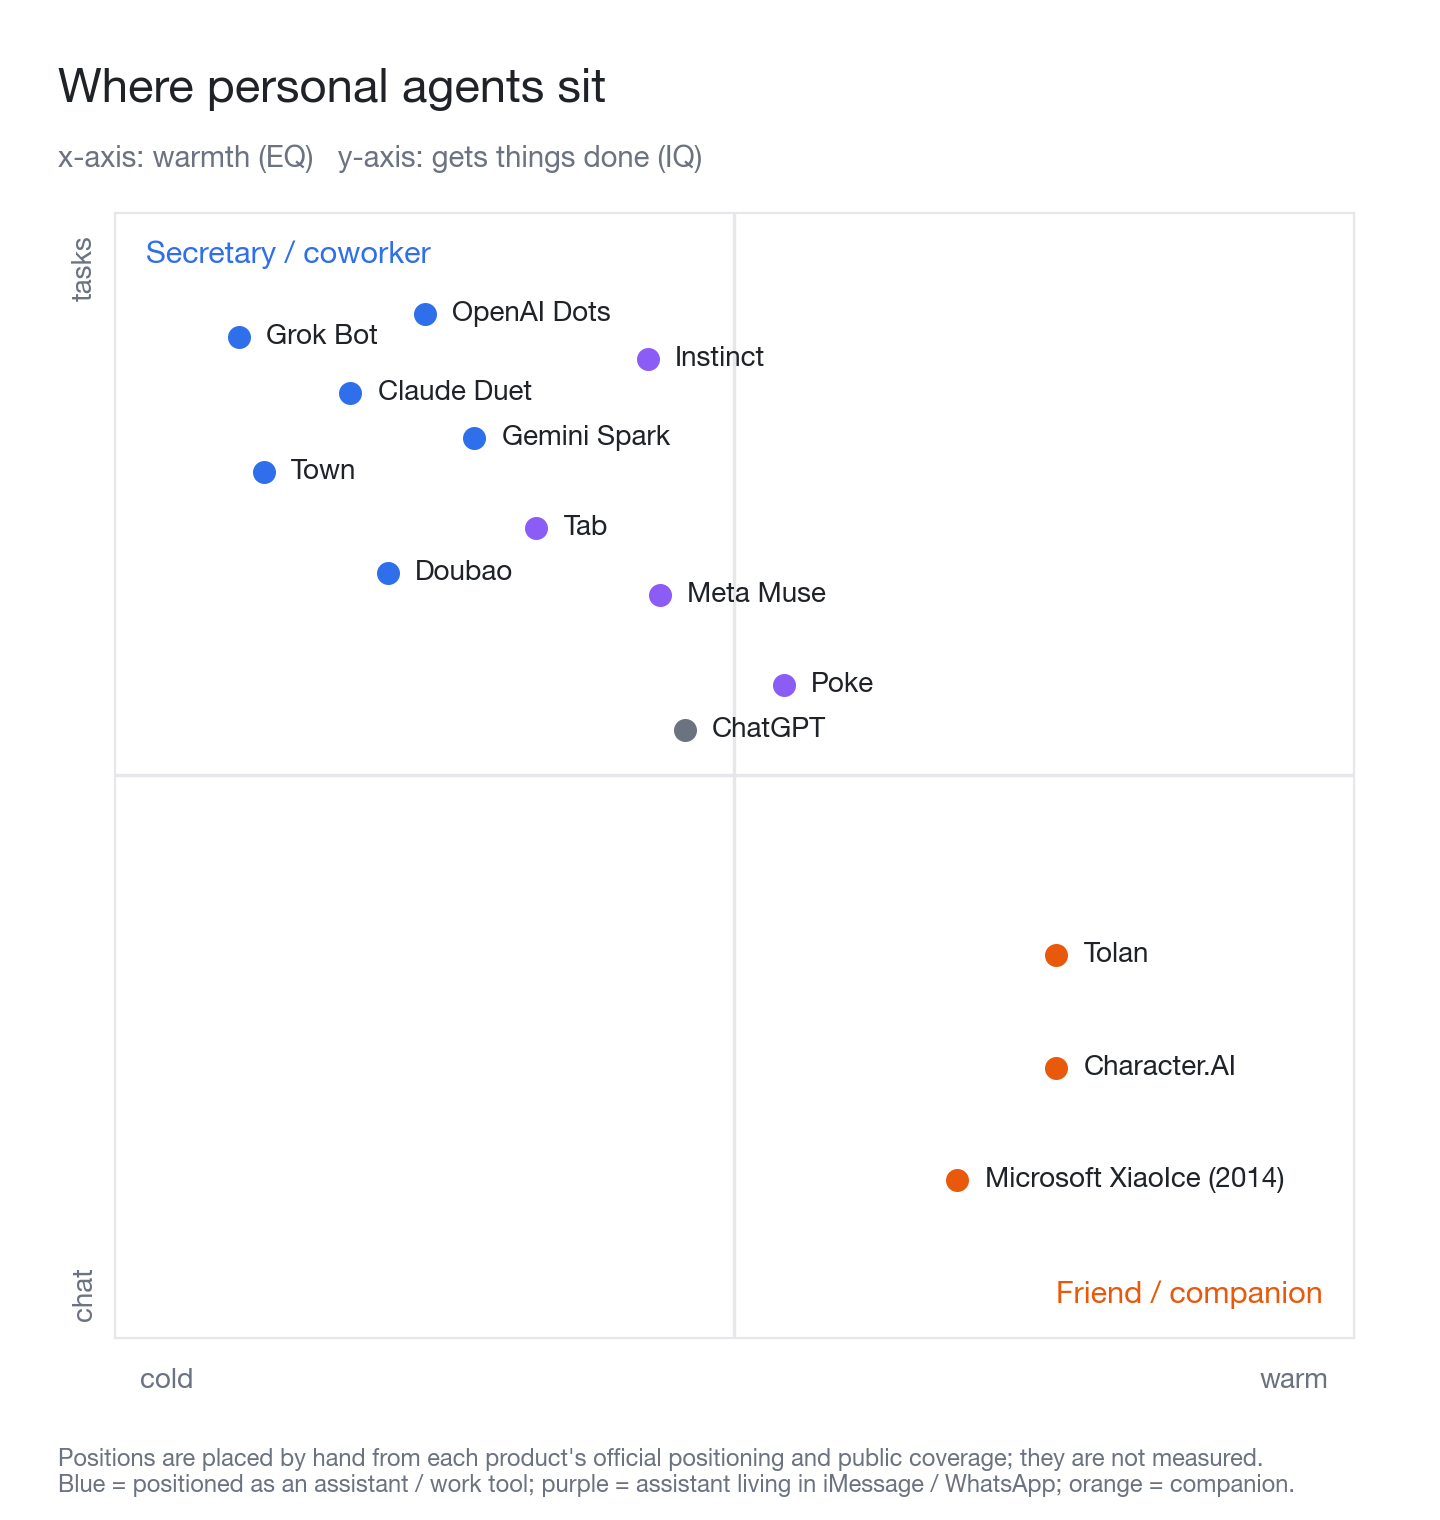 Where personal agents sit
x-axis: warmth (EQ)   y-axis: gets things done (IQ)
tasks
Secretary / coworker
OpenAI Dots
Grok Bot
Instinct
Claude Duet
Gemini Spark
Town
Tab
Doubao
Meta Muse
Poke
ChatGPT
Tolan
Character.AI
Microsoft XiaoIce (2014)
Friend / companion
chat
cold
warm
Positions are placed by hand from each product's official positioning and public coverage; they are not measured.
Blue = positioned as an assistant / work tool; purple = assistant living in iMessage / WhatsApp; orange = companion.